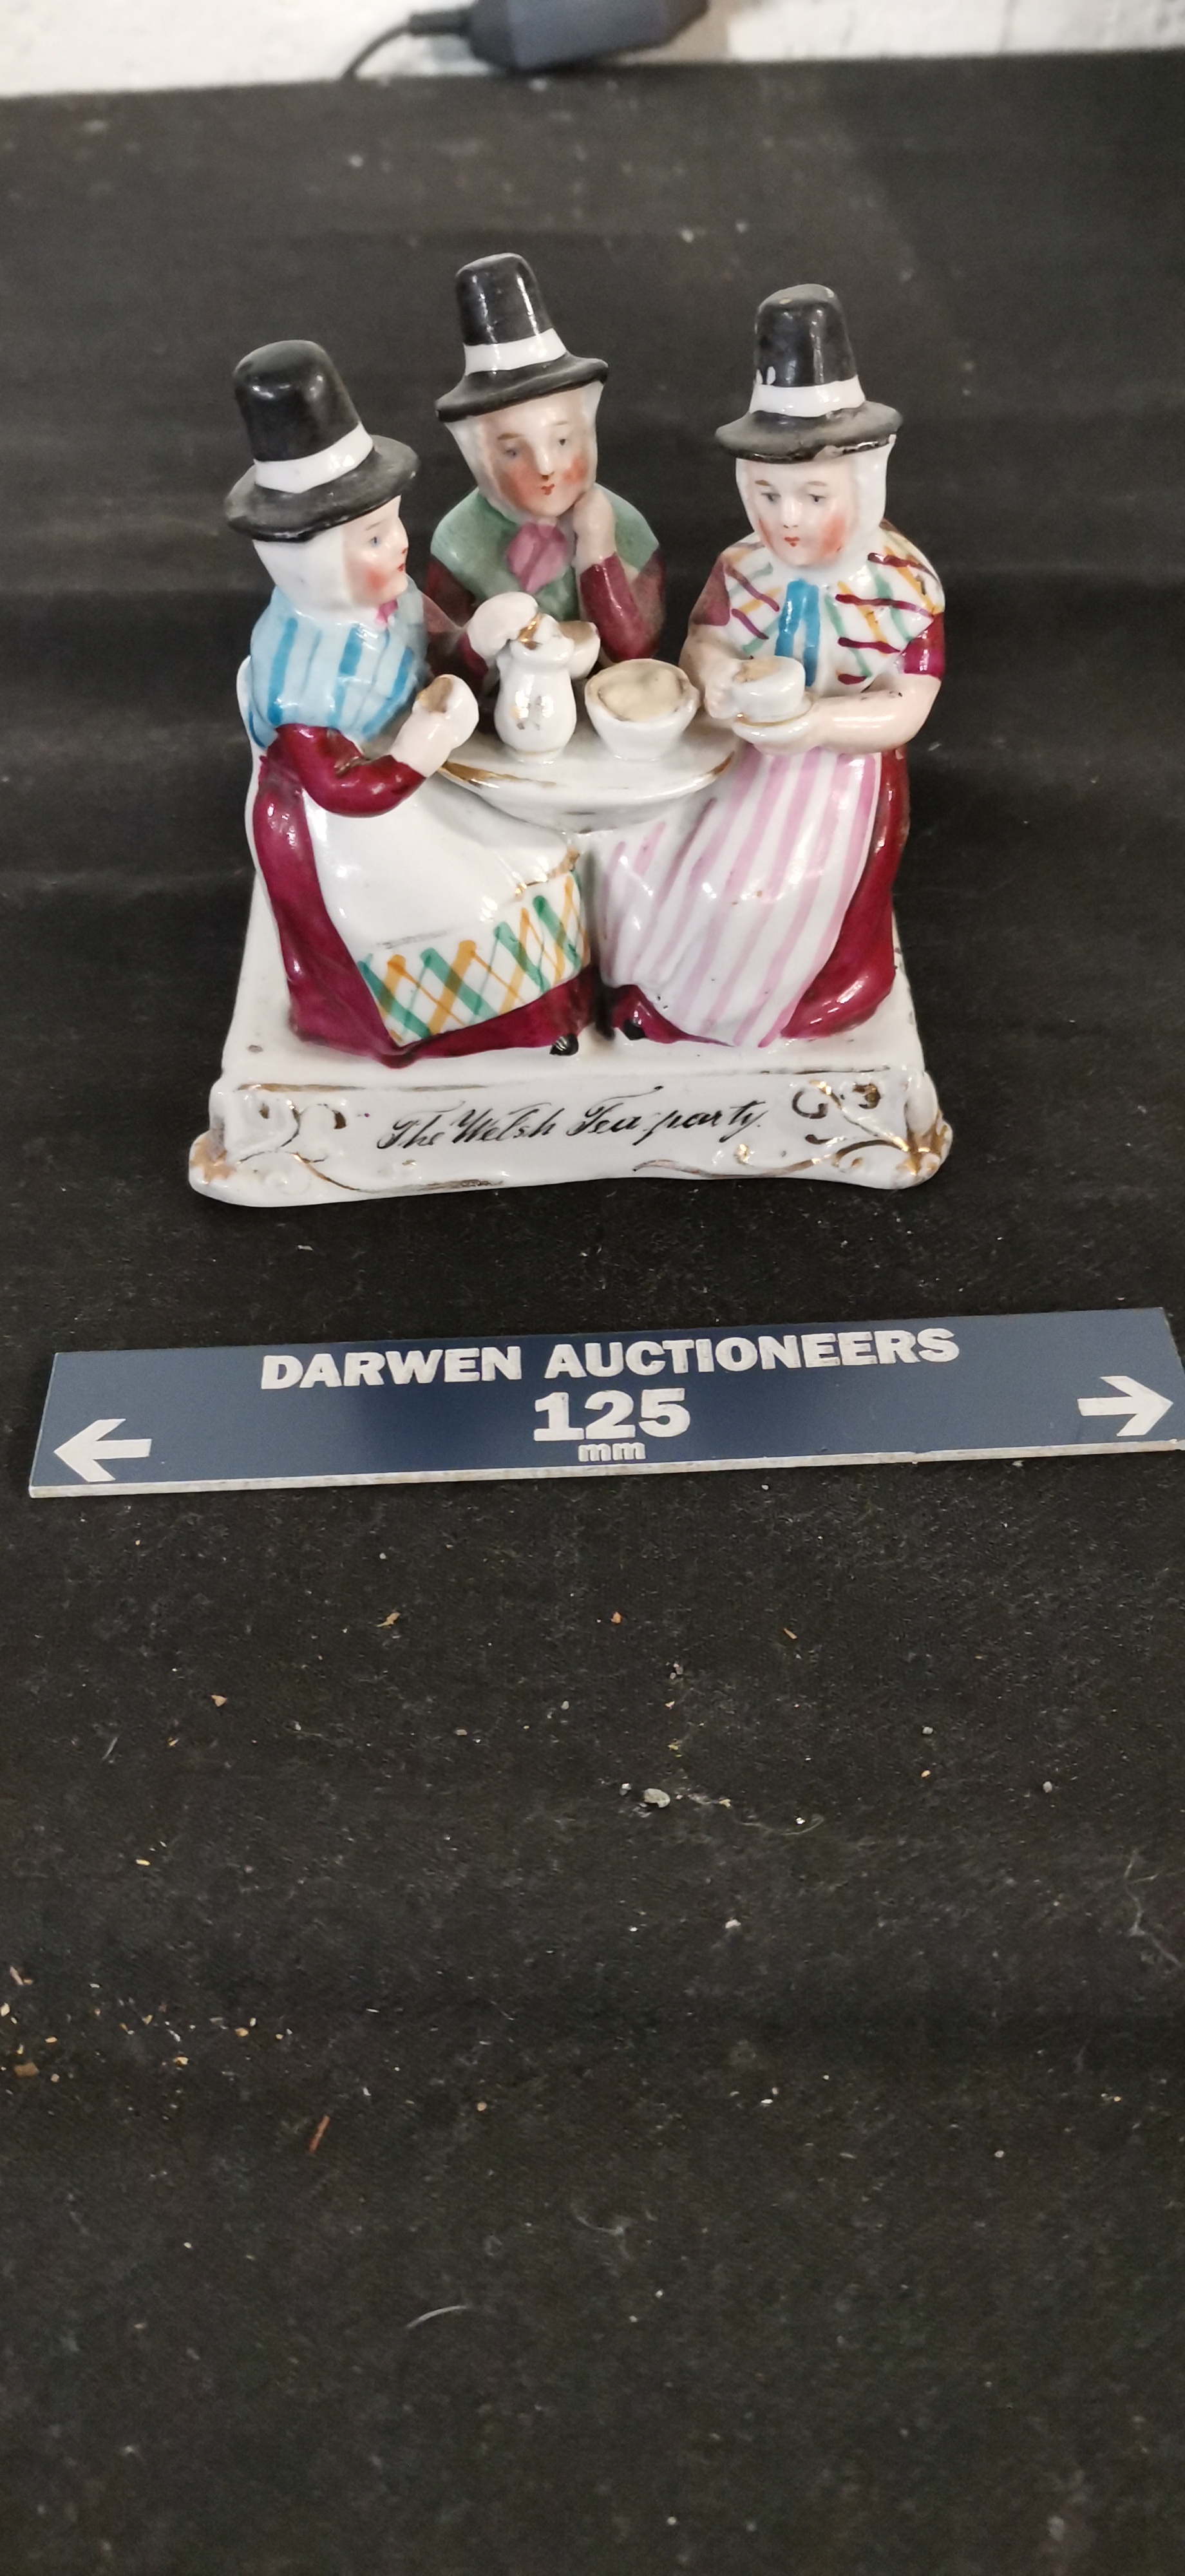 The Welsh Tea party.
DARWEN AUCTIONEERS
125
mm